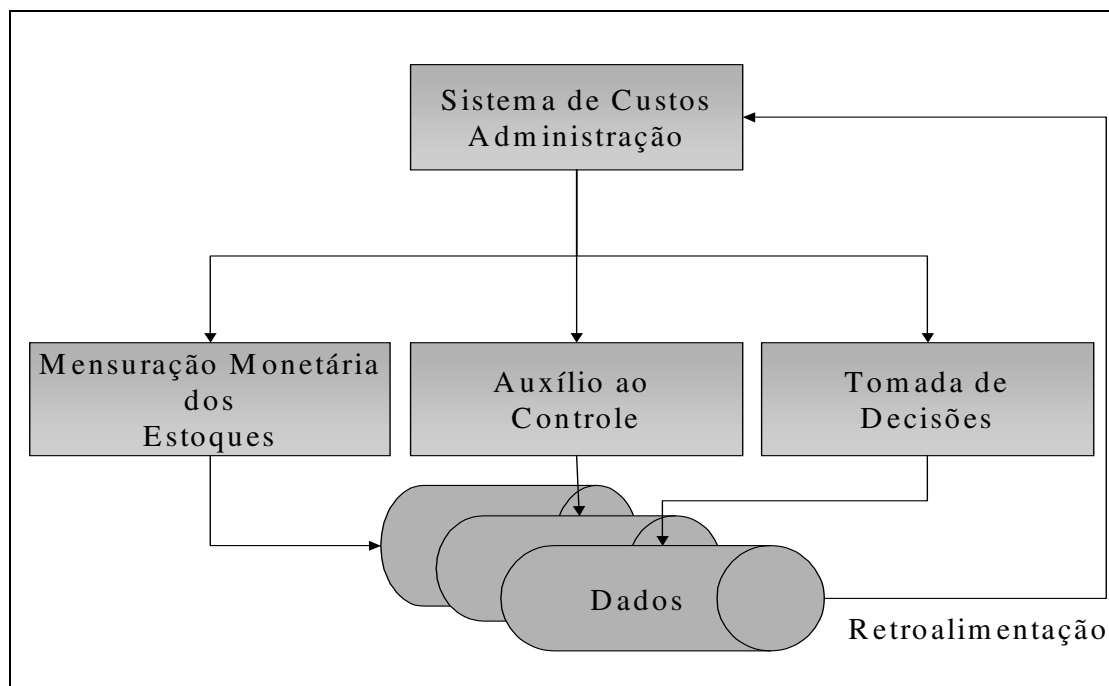 Sistema de Custos
Administração
Mensuração Monetária
dos
Estoques
Auxílio ao
Controle
Tomada de
Decisões
Dados
Retroalimentação